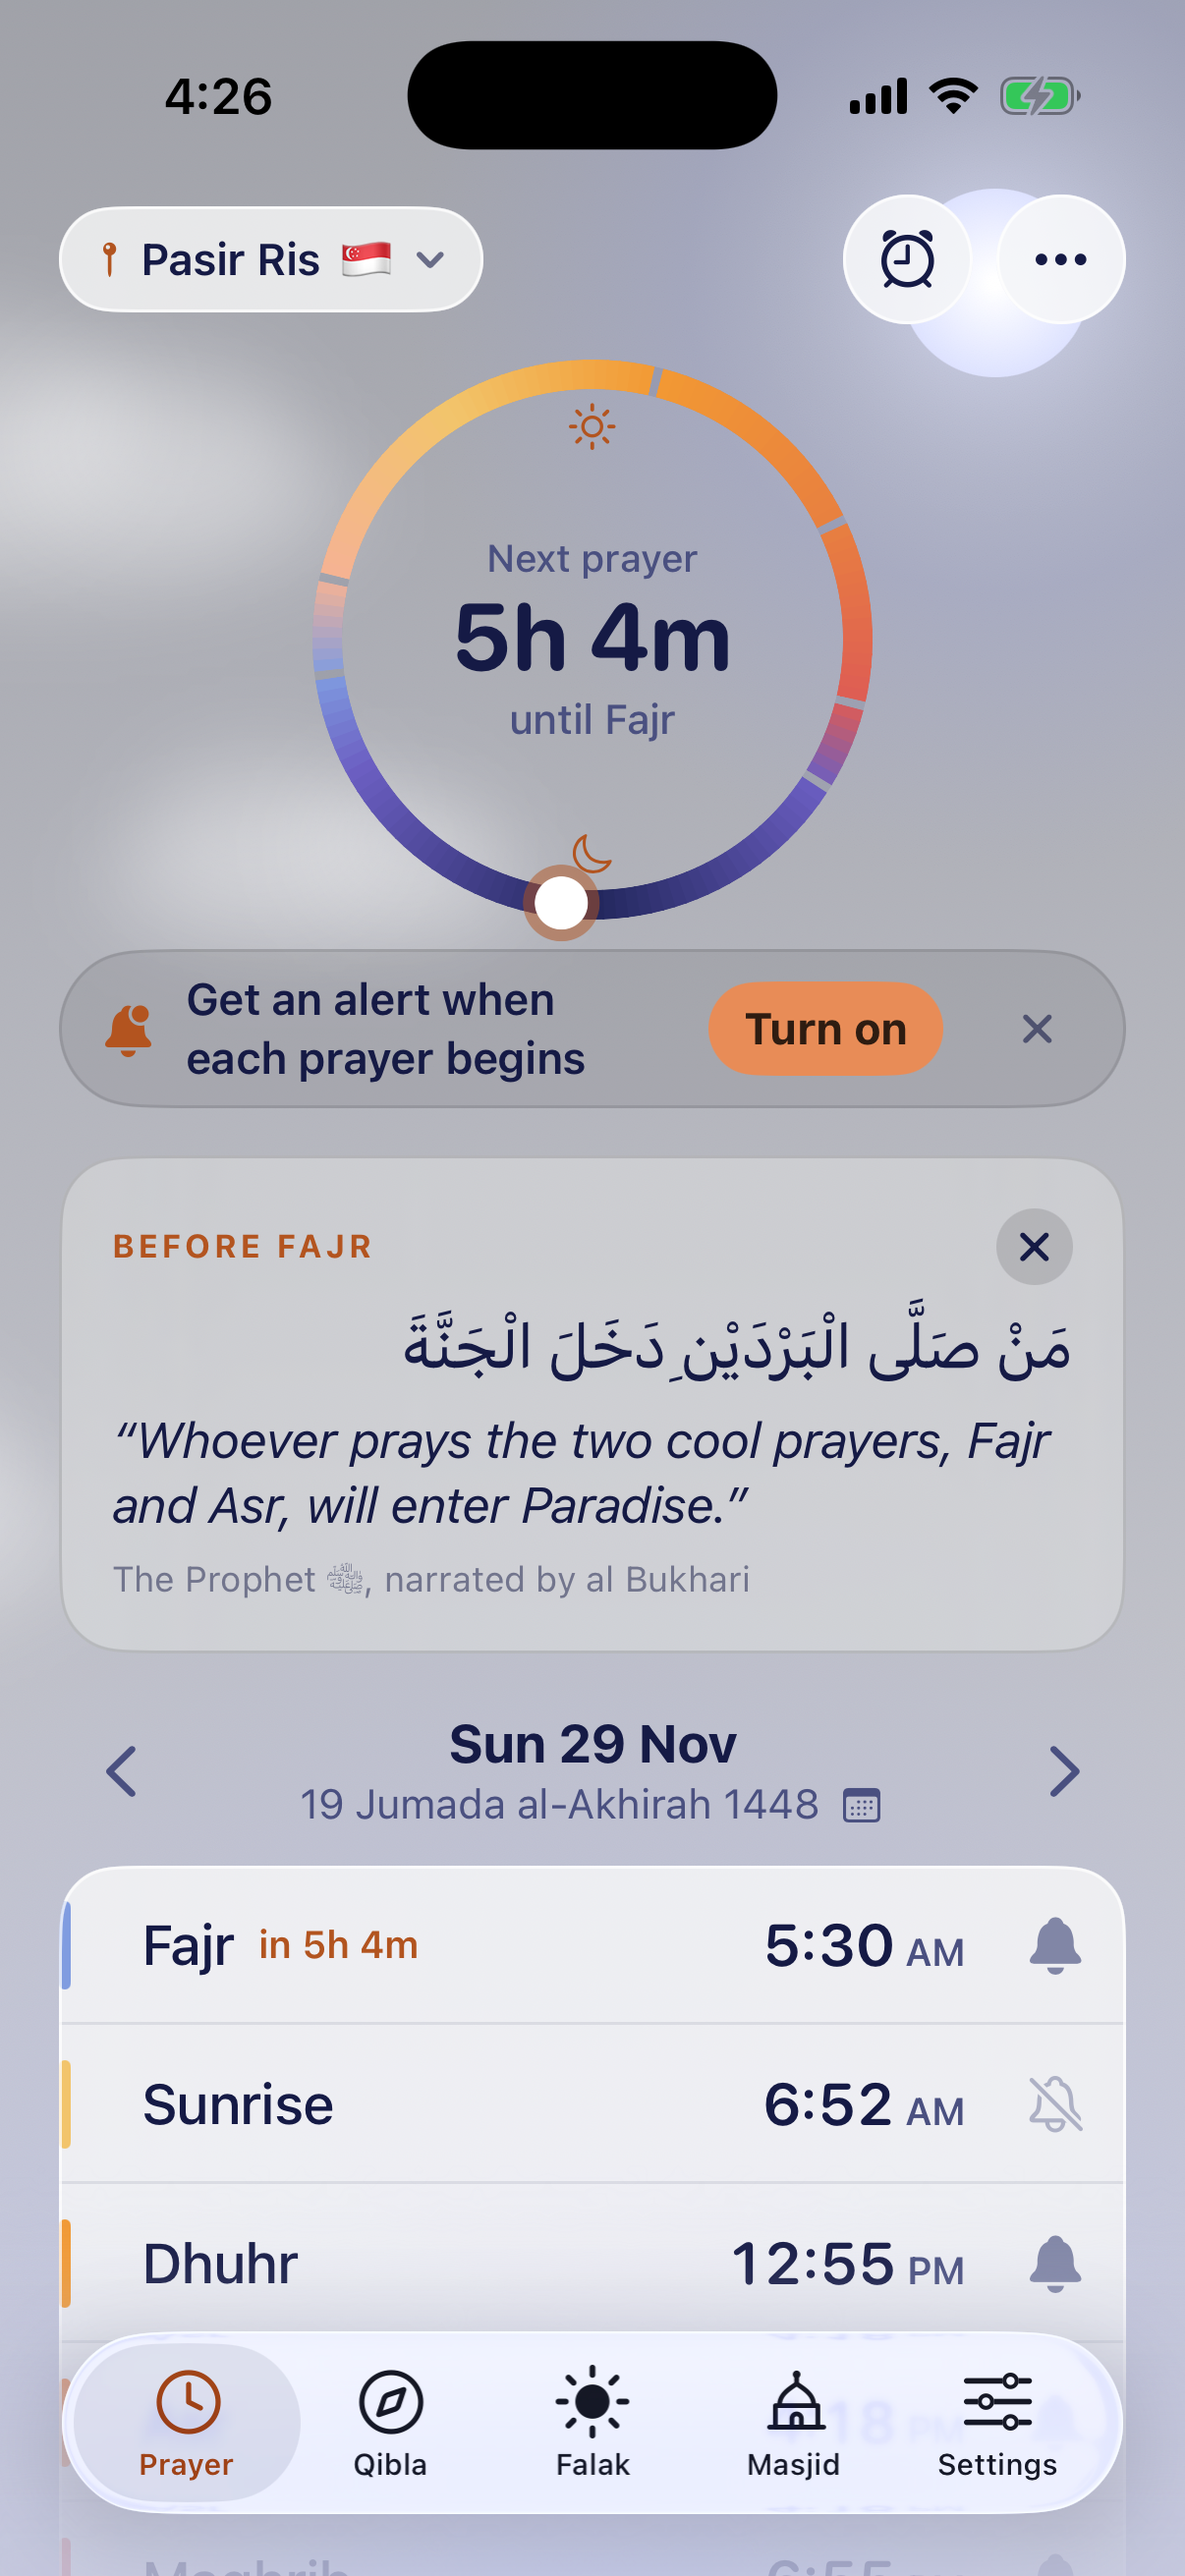 4:26
Pasir Ris 🇸🇬
Next prayer
5h 4m
until Fajr
Get an alert when
each prayer begins
Turn on
BEFORE FAJR
مَنْ صَلَّى الْبَرْدَيْنِ دَخَلَ الْجَنَّةَ
“Whoever prays the two cool prayers, Fajr
and Asr, will enter Paradise.”
The Prophet ﷺ, narrated by al Bukhari
Sun 29 Nov
19 Jumada al-Akhirah 1448
Fajr in 5h 4m 5:30 AM
Sunrise 6:52 AM
Dhuhr 12:55 PM
Prayer Qibla Falak Masjid Settings